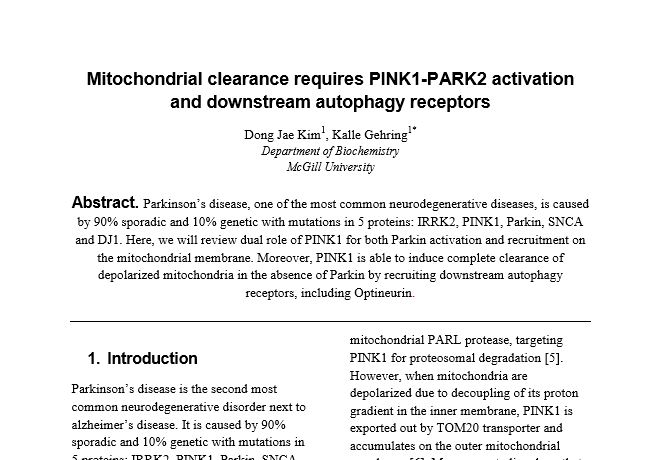 Mitochondrial clearance requires PINK1-PARK2 activation
and downstream autophagy receptors
Dong Jae Kim1, Kalle Gehring1*
Department of Biochemistry
McGill University
Abstract. Parkinson’s disease, one of the most common neurodegenerative diseases, is caused
by 90% sporadic and 10% genetic with mutations in 5 proteins: IRRK2, PINK1, Parkin, SNCA
and DJ1. Here, we will review dual role of PINK1 for both Parkin activation and recruitment on
the mitochondrial membrane. Moreover, PINK1 is able to induce complete clearance of
depolarized mitochondria in the absence of Parkin by recruiting downstream autophagy
receptors, including Optineurin.
1. Introduction
Parkinson’s disease is the second most
common neurodegenerative disorder next to
alzheimer’s disease. It is caused by 90%
sporadic and 10% genetic with mutations in
5 proteins: IRRK2, PINK1, Parkin, SNCA
mitochondrial PARL protease, targeting
PINK1 for proteosomal degradation [5].
However, when mitochondria are
depolarized due to decoupling of its proton
gradient in the inner membrane, PINK1 is
exported out by TOM20 transporter and
accumulates on the outer mitochondrial